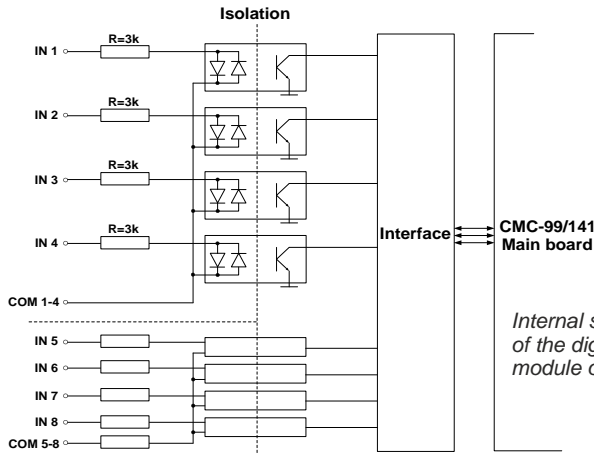 Isolation
R=3k
IN 1
R=3k
IN 2
R=3k
IN 3
R=3k
IN 4
Interface
CMC-99/141
Main board
COM 1-4
Internal s
of the dig
module o
IN 5
IN 6
IN 7
IN 8
COM 5-8